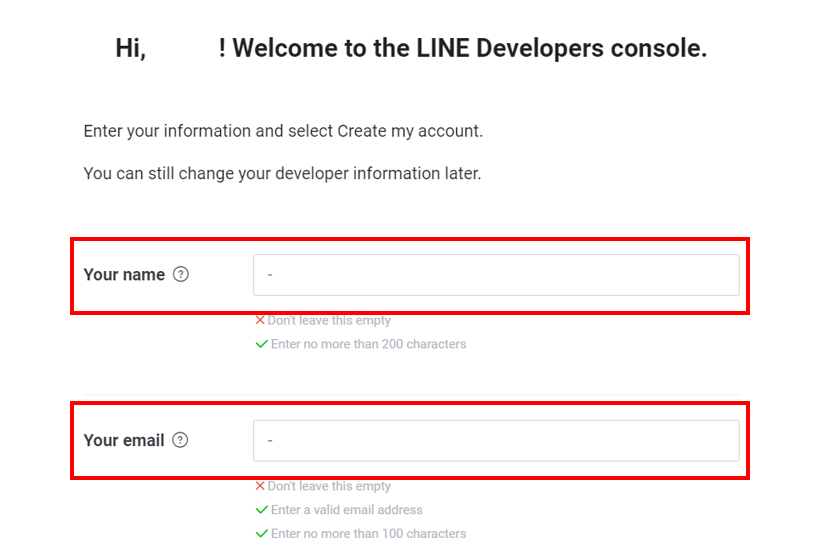 Hi, ! Welcome to the LINE Developers console.
Enter your information and select Create my account.
You can still change your developer information later.
Your name ? -
Don't leave this empty
Enter no more than 200 characters
Your email ? -
Don't leave this empty
Enter a valid email address
Enter no more than 100 characters